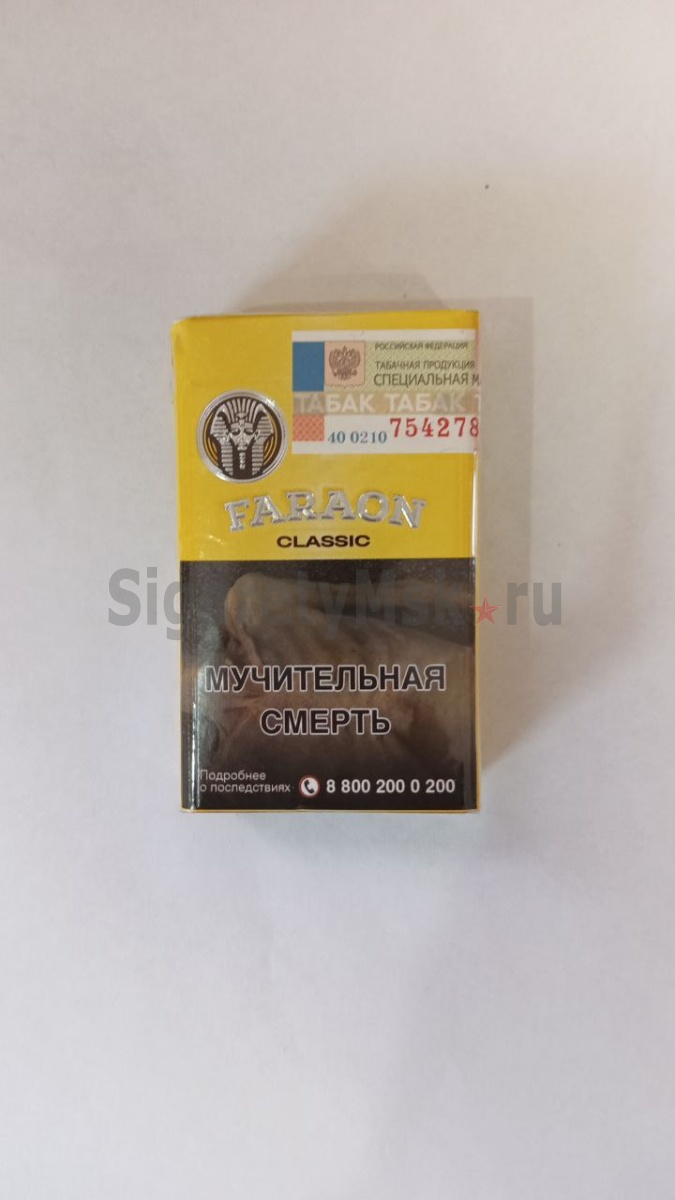 РОССИЙСКАЯ ФЕДЕРАЦИЯ
ТАБАЧНАЯ ПРОДУКЦИЯ
СПЕЦИАЛЬНАЯ
ТАБАК ТАБАК
40 0210 754278
FARAON
CLASSIC
МУЧИТЕЛЬНАЯ
СМЕРТЬ
Подробнее
о последствиях
8 800 200 0 200